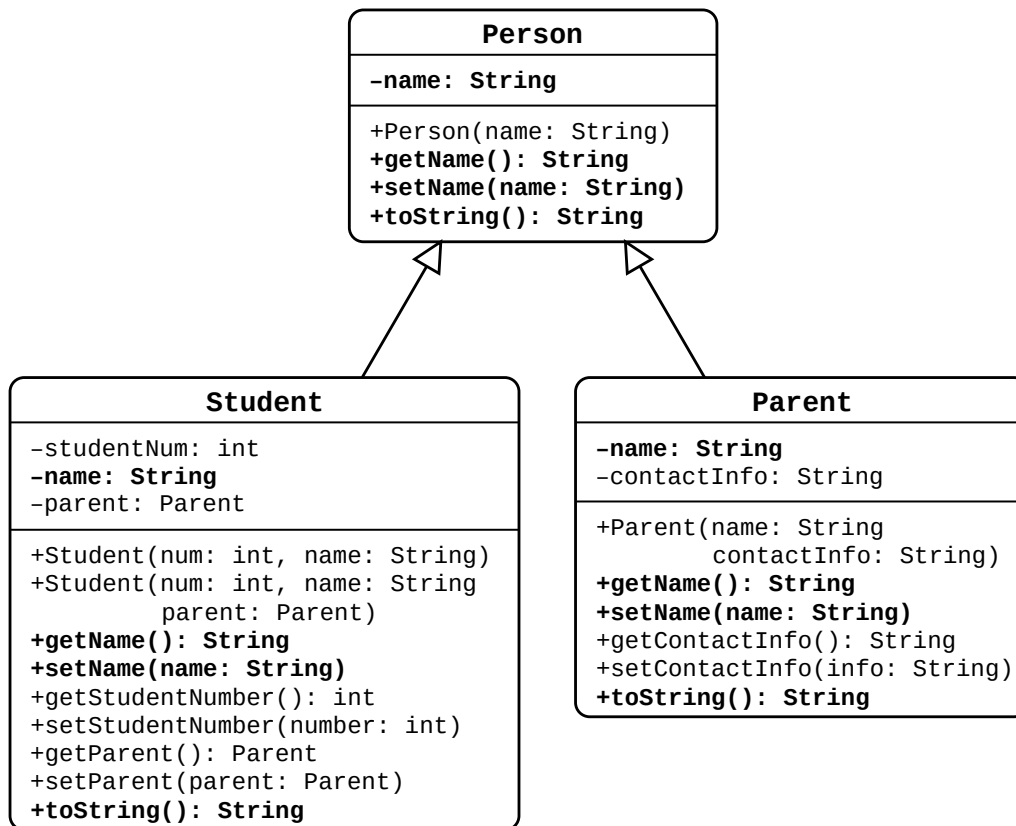 Person
–name: String
+Person(name: String)
+getName(): String
+setName(name: String)
+toString(): String
Student
–studentNum: int
–name: String
–parent: Parent
+Student(num: int, name: String)
+Student(num: int, name: String
parent: Parent)
+getName(): String
+setName(name: String)
+getStudentNumber(): int
+setStudentNumber(number: int)
+getParent(): Parent
+setParent(parent: Parent)
+toString(): String
Parent
–name: String
–contactInfo: String
+Parent(name: String
contactInfo: String)
+getName(): String
+setName(name: String)
+getContactInfo(): String
+setContactInfo(info: String)
+toString(): String